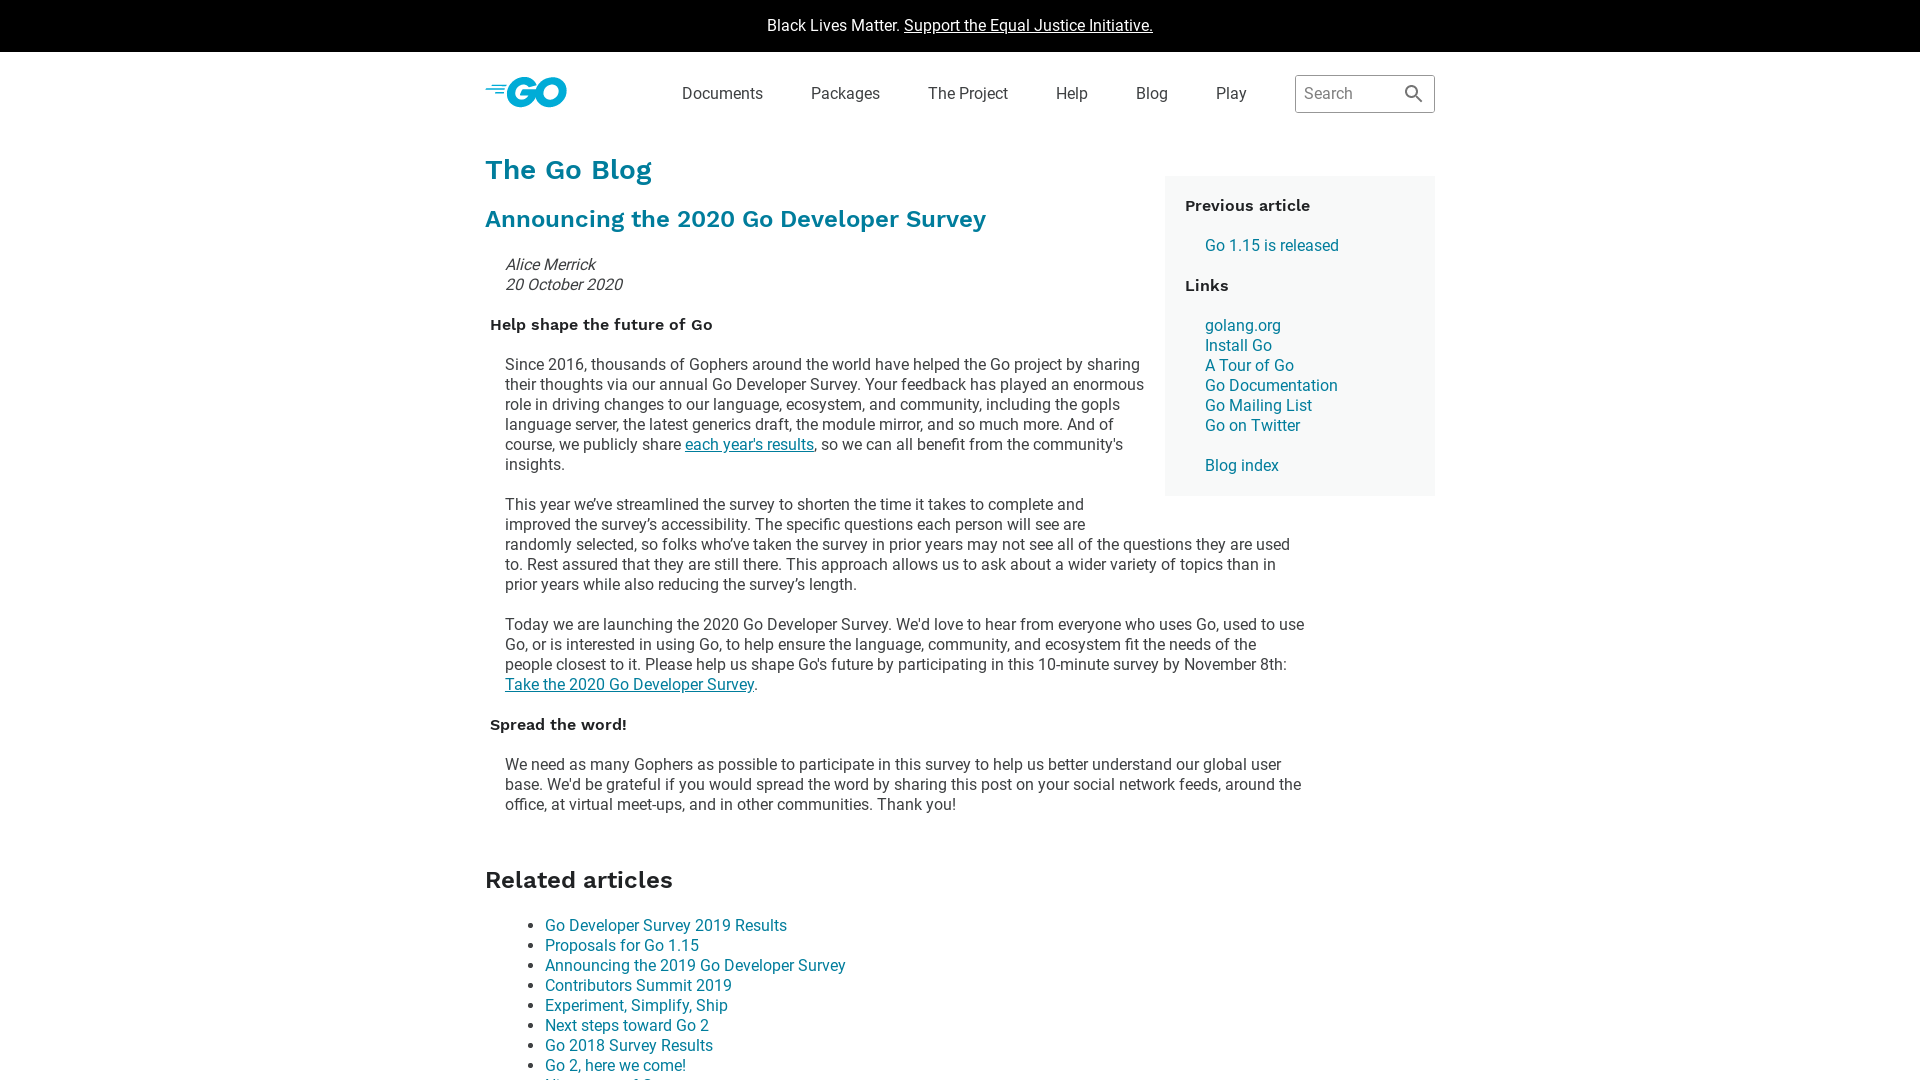 Black Lives Matter. Support the Equal Justice Initiative.
GO
Documents
Packages
The Project
Help
Blog
Play
Search
The Go Blog
Announcing the 2020 Go Developer Survey
Alice Merrick
20 October 2020
Help shape the future of Go
Since 2016, thousands of Gophers around the world have helped the Go project by sharing
their thoughts via our annual Go Developer Survey. Your feedback has played an enormous
role in driving changes to our language, ecosystem, and community, including the gopls
language server, the latest generics draft, the module mirror, and so much more. And of
course, we publicly share each year's results, so we can all benefit from the community's
insights.
This year we’ve streamlined the survey to shorten the time it takes to complete and
improved the survey’s accessibility. The specific questions each person will see are
randomly selected, so folks who’ve taken the survey in prior years may not see all of the questions they are used
to. Rest assured that they are still there. This approach allows us to ask about a wider variety of topics than in
prior years while also reducing the survey’s length.
Today we are launching the 2020 Go Developer Survey. We'd love to hear from everyone who uses Go, used to use
Go, or is interested in using Go, to help ensure the language, community, and ecosystem fit the needs of the
people closest to it. Please help us shape Go's future by participating in this 10-minute survey by November 8th:
Take the 2020 Go Developer Survey.
Spread the word!
We need as many Gophers as possible to participate in this survey to help us better understand our global user
base. We'd be grateful if you would spread the word by sharing this post on your social network feeds, around the
office, at virtual meet-ups, and in other communities. Thank you!
Previous article
Go 1.15 is released
Links
golang.org
Install Go
A Tour of Go
Go Documentation
Go Mailing List
Go on Twitter
Blog index
Related articles
Go Developer Survey 2019 Results
Proposals for Go 1.15
Announcing the 2019 Go Developer Survey
Contributors Summit 2019
Experiment, Simplify, Ship
Next steps toward Go 2
Go 2018 Survey Results
Go 2, here we come!